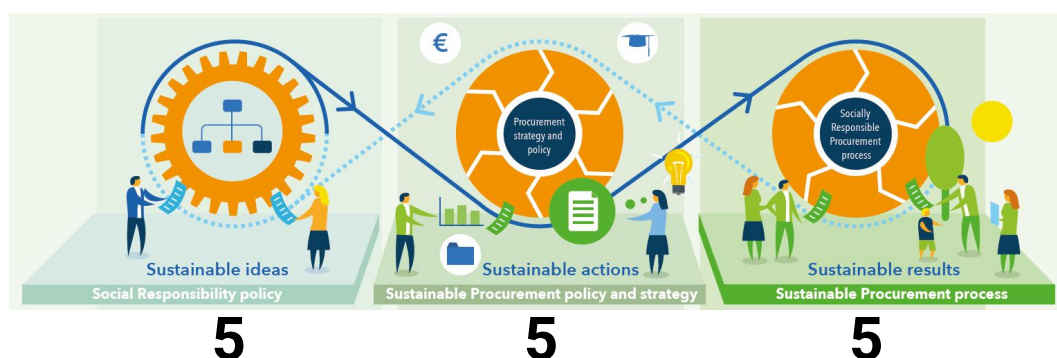 €
Procurement
strategy and
policy
Socially
Responsible
Procurement
process
Sustainable ideas
Sustainable actions
Sustainable results
Social Responsibility policy
Sustainable Procurement policy and strategy
Sustainable Procurement process
5
5
5